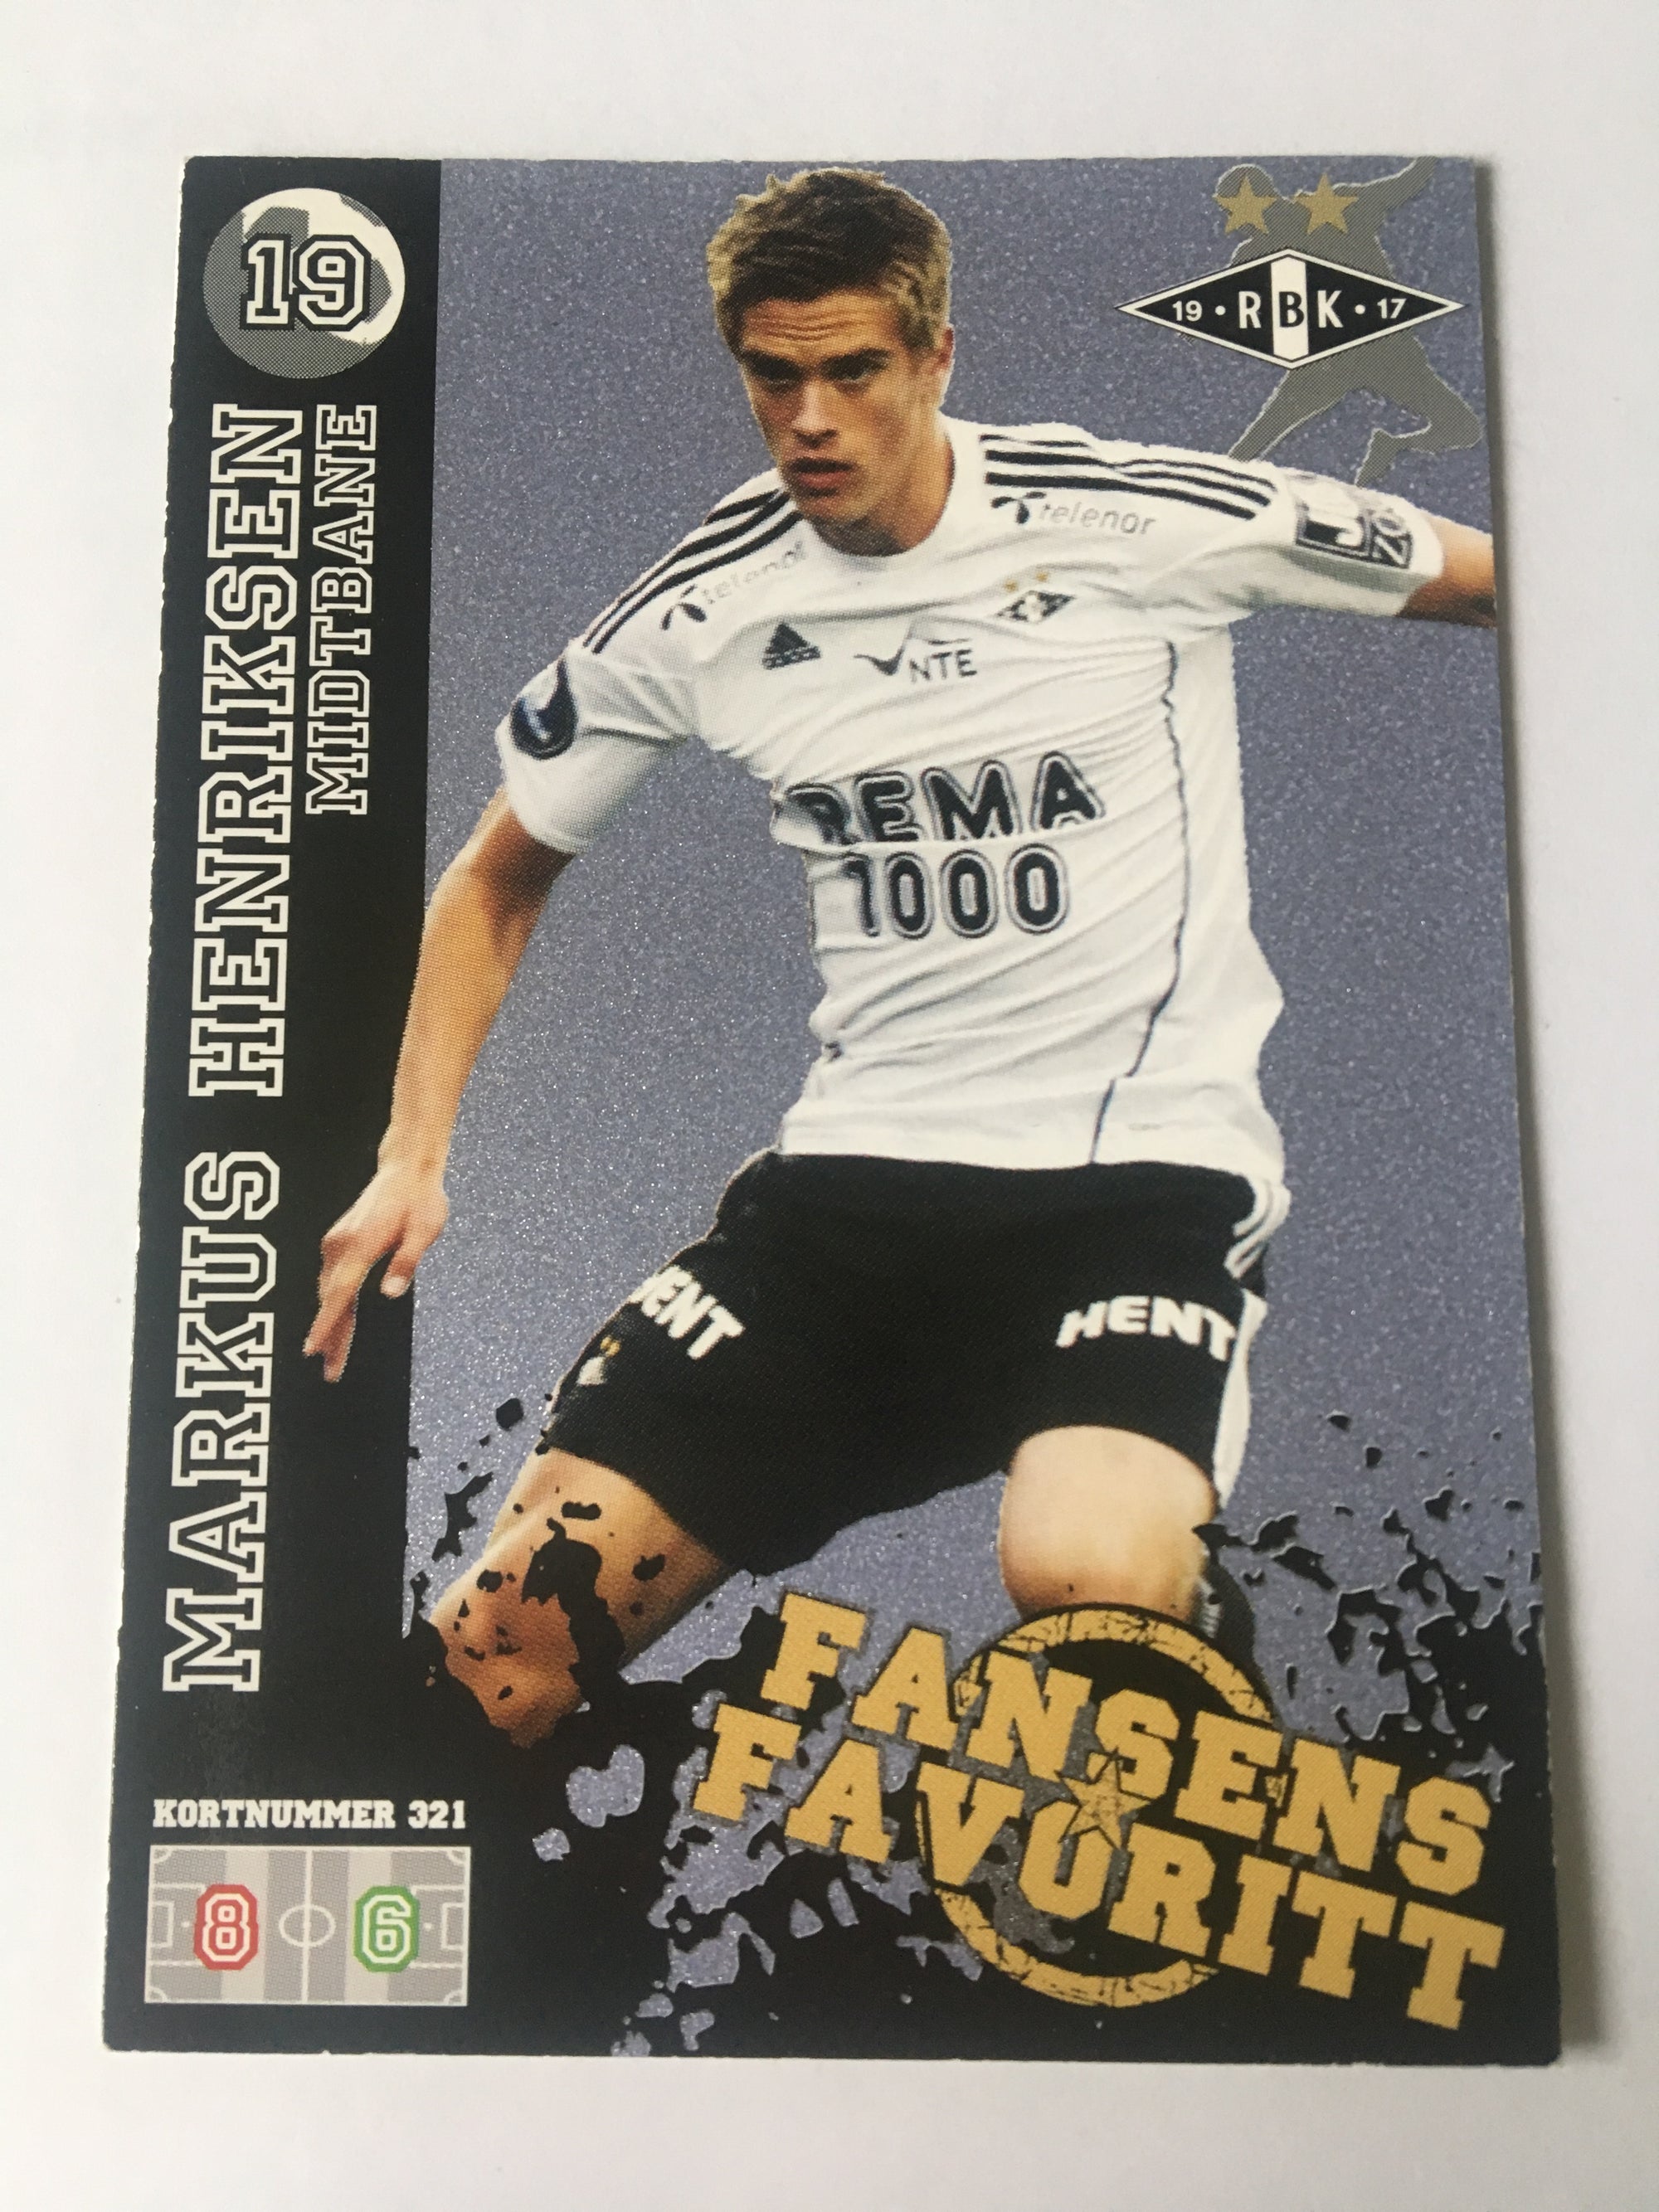 19
MARKUS HENRIKSEN
MIDTBANE
19 · RBK · 17
telenor
telenor
NTE
REMA
1000
HENT
HENT
FANSENS
FAVORITT
KORTNUMMER 321
8 6